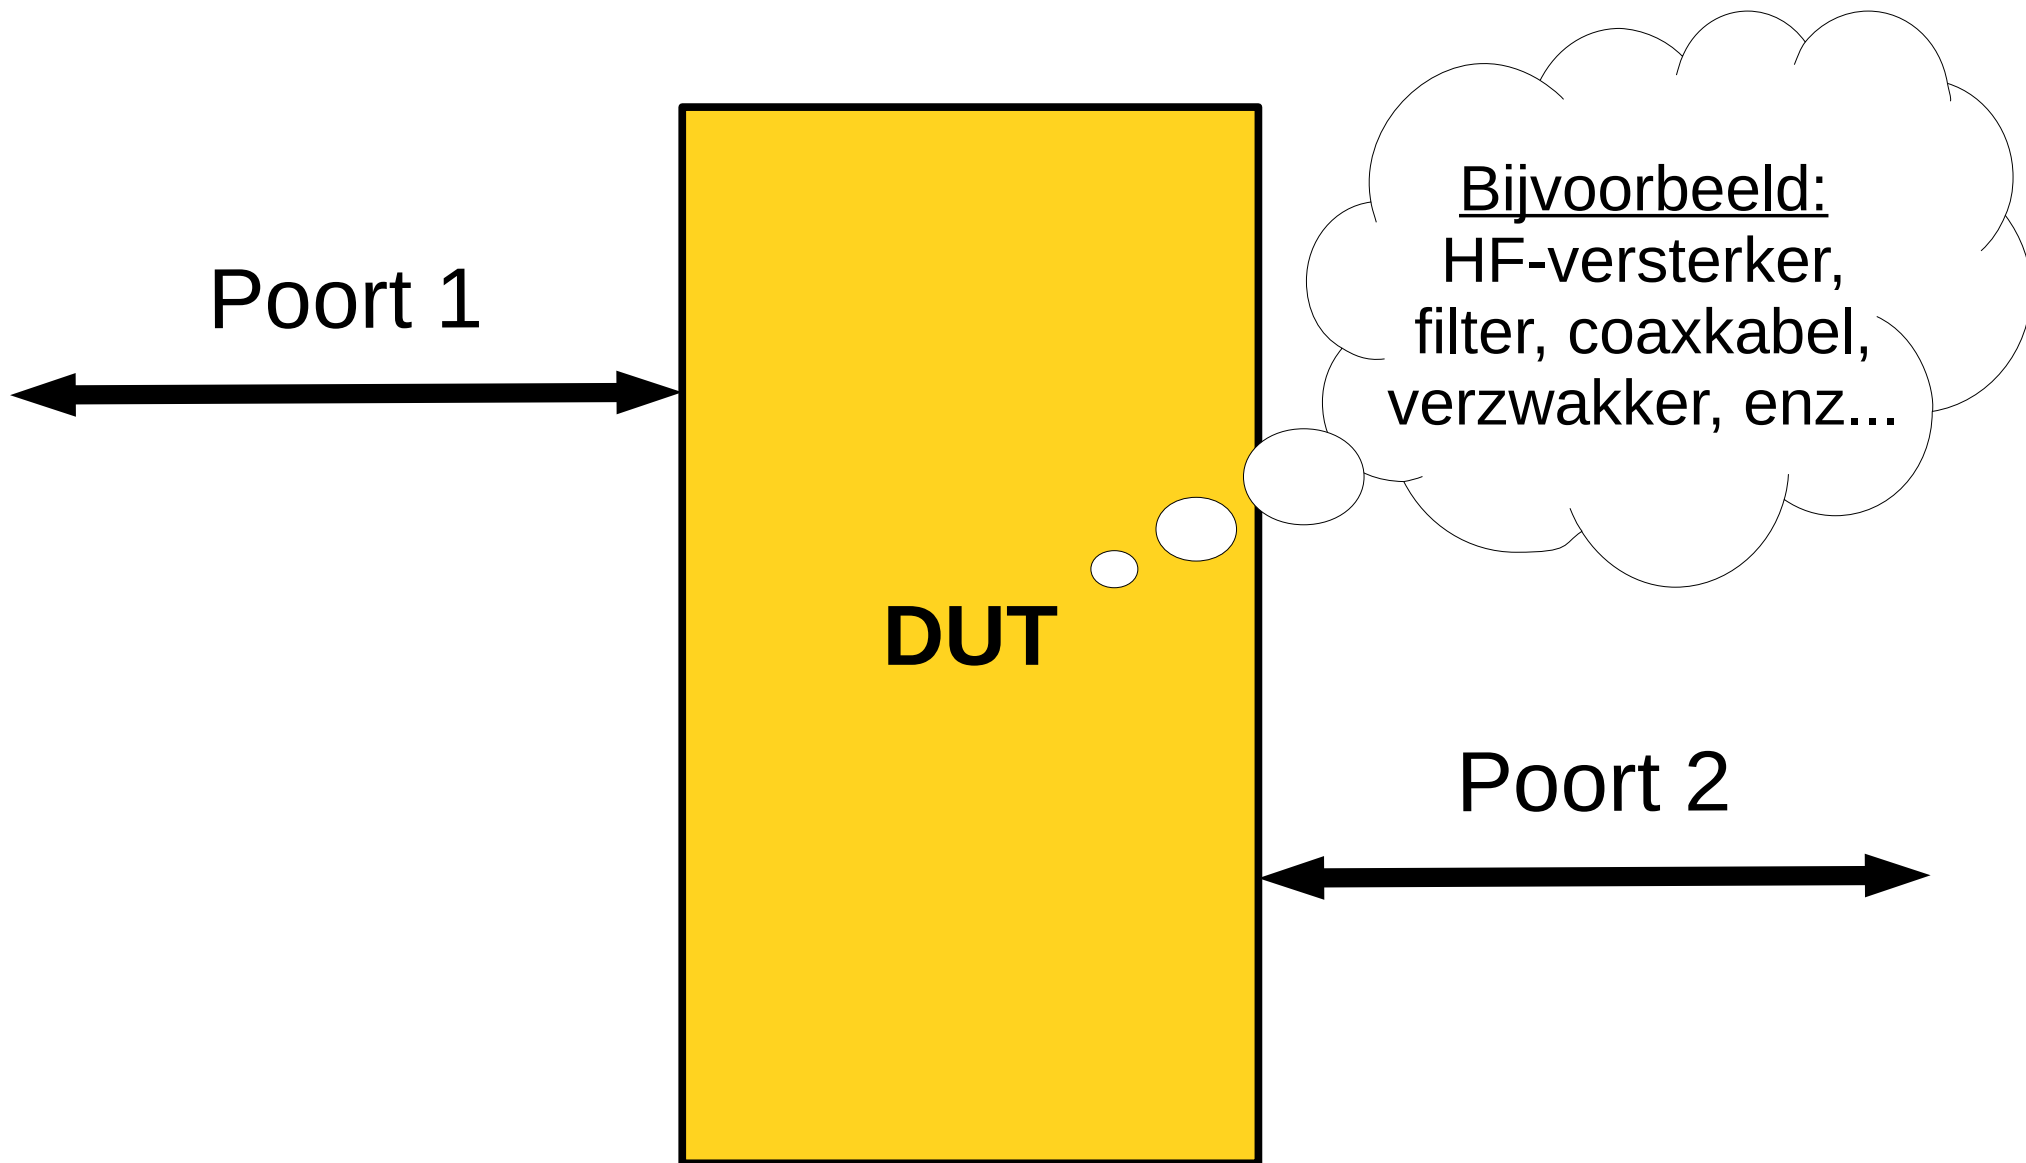 Poort 1
Bijvoorbeeld:
HF-versterker,
filter, coaxkabel,
verzwakker, enz...
DUT
Poort 2